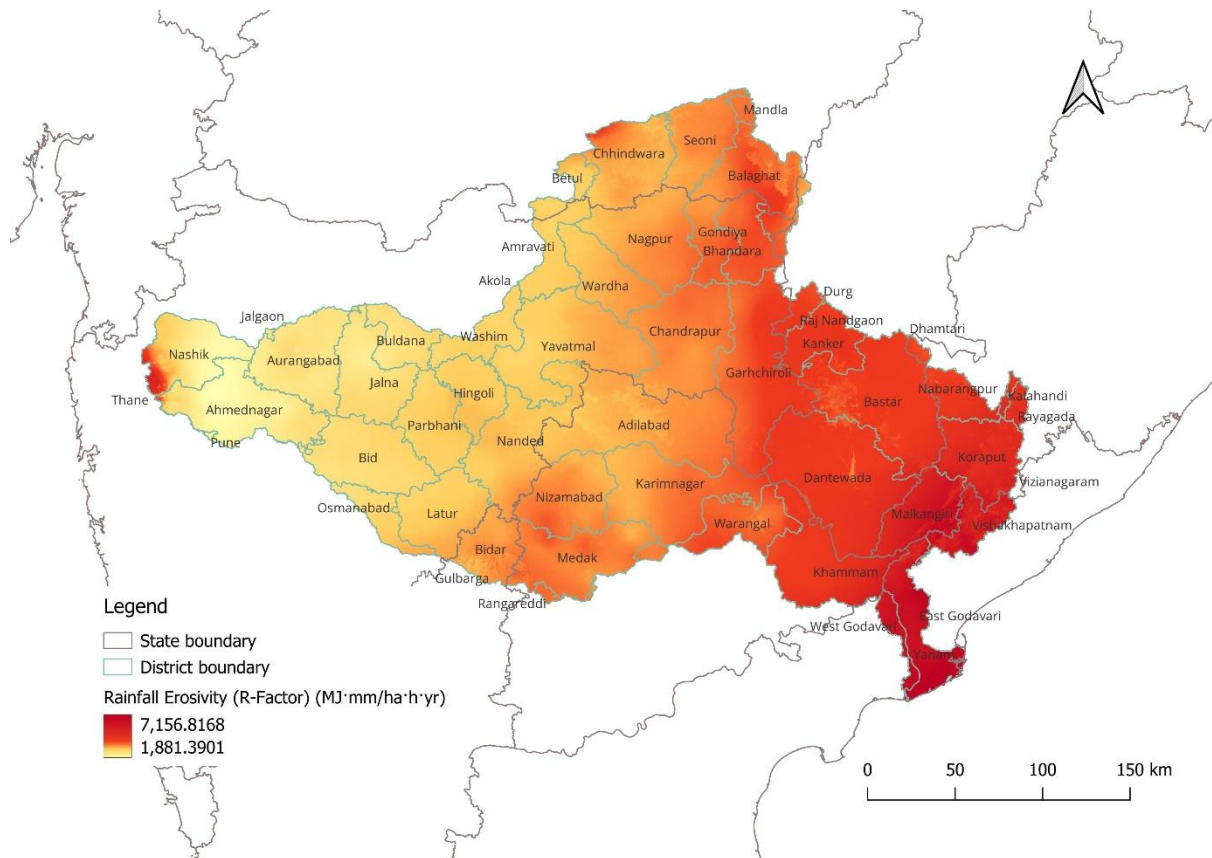 Mandla
Seoni
Chhindwara
Balaghat
Betul
Gondiya
Nagpur
Amravati
Bhandara
Akola
Wardha
Durg
Jalgaon
Raj Nandgaon
Dhamtari
Chandrapur
Washim
Buldana
Kanker
Yavatmal
Nashik
Aurangabad
Garhchiroli
Jalna
Hingoli
Nabarangpur
Kalahandi
Thane
Bastar
Ahmednagar
Rayagada
Parbhani
Adilabad
Pune
Nanded
Bid
Koraput
Dantewada
Karimnagar
Vizianagaram
Nizamabad
Osmanabad
Latur
Malkangiri
Warangal
Vishakhapatnam
Bidar
Medak
Khammam
Gulbarga
Rangareddi
East Godavari
West Godavari
Yanam
Legend
State boundary
District boundary
Rainfall Erosivity (R-Factor) (MJ·mm/ha·h·yr)
7,156.8168
1,881.3901
0 50 100 150 km